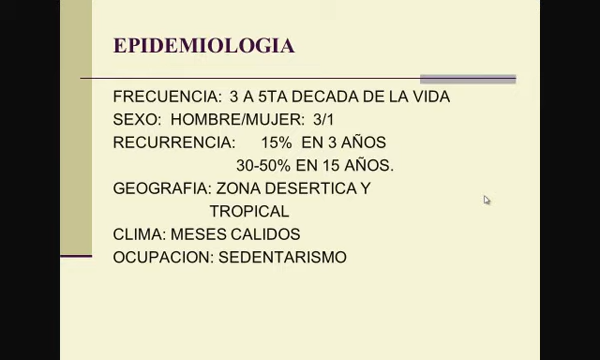 EPIDEMIOLOGIA
FRECUENCIA: 3 A 5TA DECADA DE LA VIDA
SEXO: HOMBRE/MUJER: 3/1
RECURRENCIA: 15% EN 3 AÑOS
30-50% EN 15 AÑOS.
GEOGRAFIA: ZONA DESERTICA Y
TROPICAL
CLIMA: MESES CALIDOS
OCUPACION: SEDENTARISMO